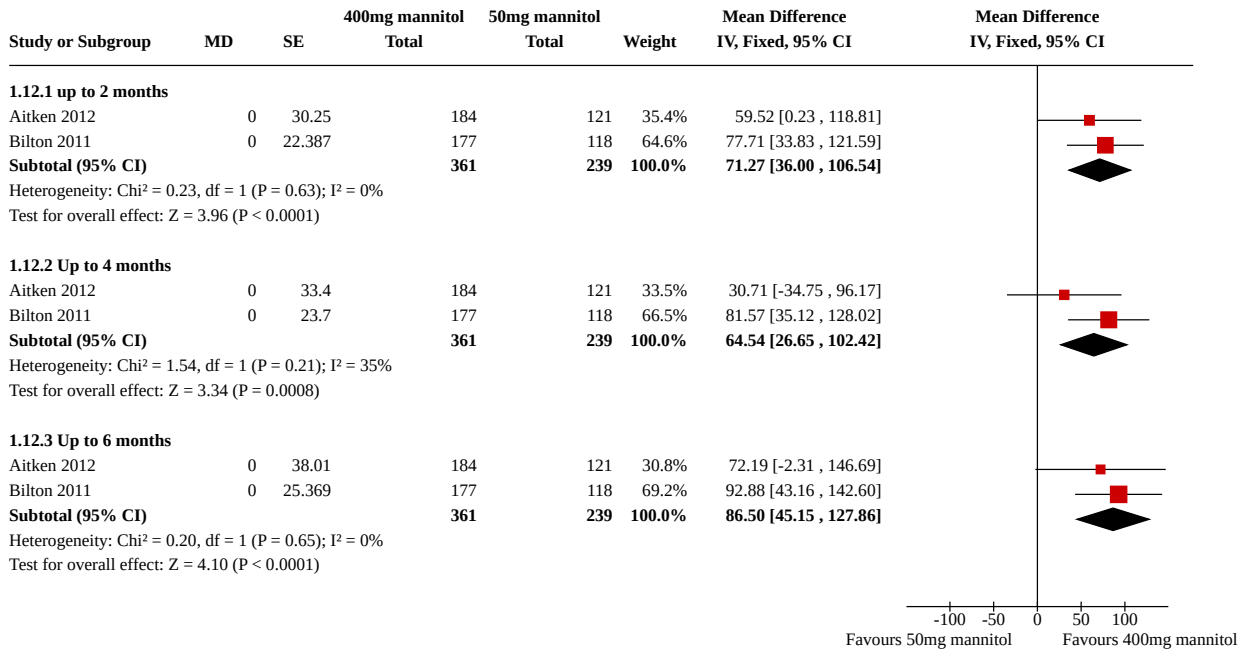 400mg mannitol 50mg mannitol Mean Difference Mean Difference
Study or Subgroup MD SE Total Total Weight IV, Fixed, 95% CI IV, Fixed, 95% CI
1.12.1 up to 2 months
Aitken 2012 0 30.25 184 121 35.4% 59.52 [0.23 , 118.81]
Bilton 2011 0 22.387 177 118 64.6% 77.71 [33.83 , 121.59]
Subtotal (95% CI) 361 239 100.0% 71.27 [36.00 , 106.54]
Heterogeneity: Chi² = 0.23, df = 1 (P = 0.63); I² = 0%
Test for overall effect: Z = 3.96 (P < 0.0001)
1.12.2 Up to 4 months
Aitken 2012 0 33.4 184 121 33.5% 30.71 [-34.75 , 96.17]
Bilton 2011 0 23.7 177 118 66.5% 81.57 [35.12 , 128.02]
Subtotal (95% CI) 361 239 100.0% 64.54 [26.65 , 102.42]
Heterogeneity: Chi² = 1.54, df = 1 (P = 0.21); I² = 35%
Test for overall effect: Z = 3.34 (P = 0.0008)
1.12.3 Up to 6 months
Aitken 2012 0 38.01 184 121 30.8% 72.19 [-2.31 , 146.69]
Bilton 2011 0 25.369 177 118 69.2% 92.88 [43.16 , 142.60]
Subtotal (95% CI) 361 239 100.0% 86.50 [45.15 , 127.86]
Heterogeneity: Chi² = 0.20, df = 1 (P = 0.65); I² = 0%
Test for overall effect: Z = 4.10 (P < 0.0001)
-100 -50 0 50 100
Favours 50mg mannitol Favours 400mg mannitol